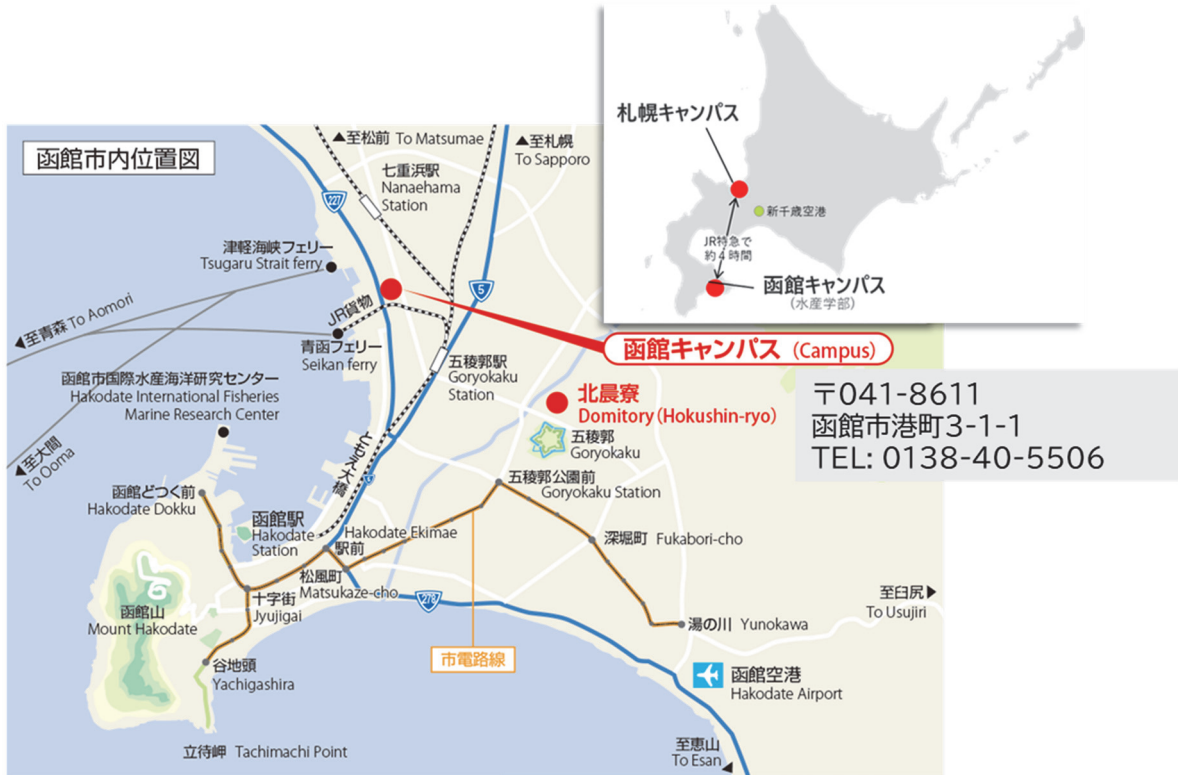 札幌キャンパス
新千歳空港
JR特急で
約4時間
函館キャンパス
(水産学部)
函館市内位置図
▲至松前 To Matsumae
▲至札幌
To Sapporo
七重浜駅
Nanaehama
Station
227
津軽海峡フェリー
Tsugaru Strait ferry
5
◀至青森 To Aomori
JR貨物
青函フェリー
Seikan ferry
函館キャンパス (Campus)
五稜郭駅
Goryokaku
Station
函館市国際水産海洋研究センター
Hakodate International Fisheries
Marine Research Center
北晨寮
Domitory (Hokushin-ryo)
〒041-8611
函館市港町3-1-1
TEL: 0138-40-5506
五稜郭
Goryokaku
◀至大間
To Ooma
ともえ大橋
5
五稜郭公園前
Goryokaku Station
函館どつく前
Hakodate Dokku
函館駅
Hakodate
Station
Hakodate Ekimae
駅前
深堀町 Fukabori-cho
松風町
Matsukaze-cho
278
十字街
Jyujigai
函館山
Mount Hakodate
至臼尻▶
To Usujiri
湯の川 Yunokawa
市電路線
谷地頭
Yachigashira
函館空港
Hakodate Airport
立待岬 Tachimachi Point
至恵山
To Esan